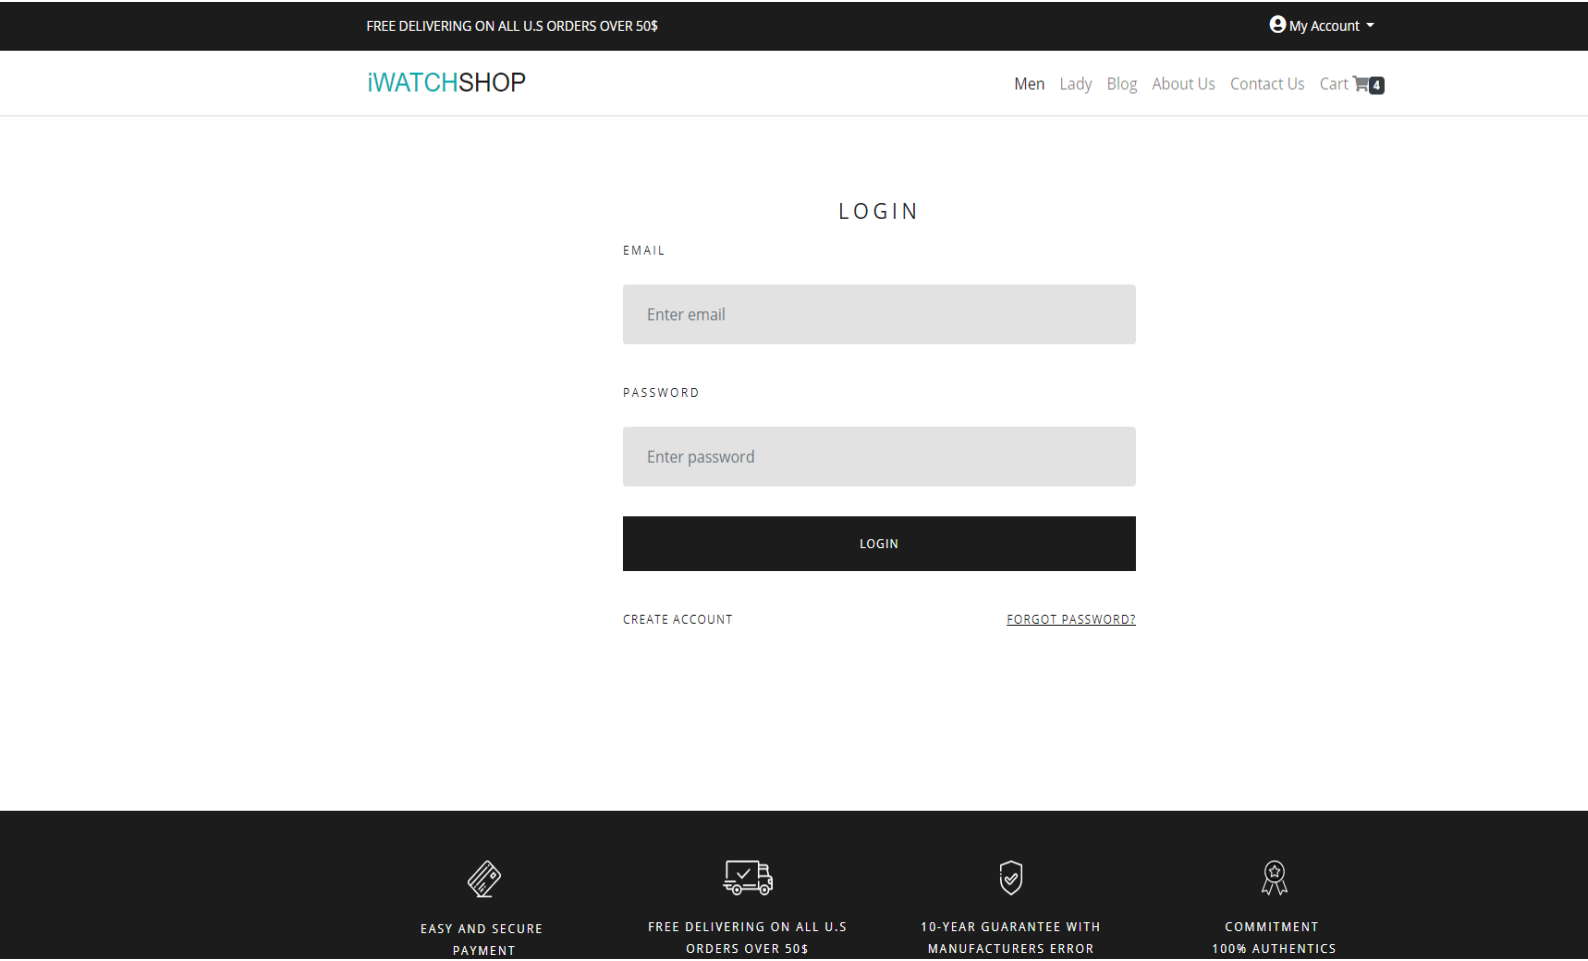 FREE DELIVERING ON ALL U.S ORDERS OVER 50$
My Account
iWATCHSHOP
Men Lady Blog About Us Contact Us Cart 4
LOGIN
EMAIL
Enter email
PASSWORD
Enter password
LOGIN
CREATE ACCOUNT
FORGOT PASSWORD?
EASY AND SECURE
PAYMENT
FREE DELIVERING ON ALL U.S
ORDERS OVER 50$
10-YEAR GUARANTEE WITH
MANUFACTURERS ERROR
COMMITMENT
100% AUTHENTICS